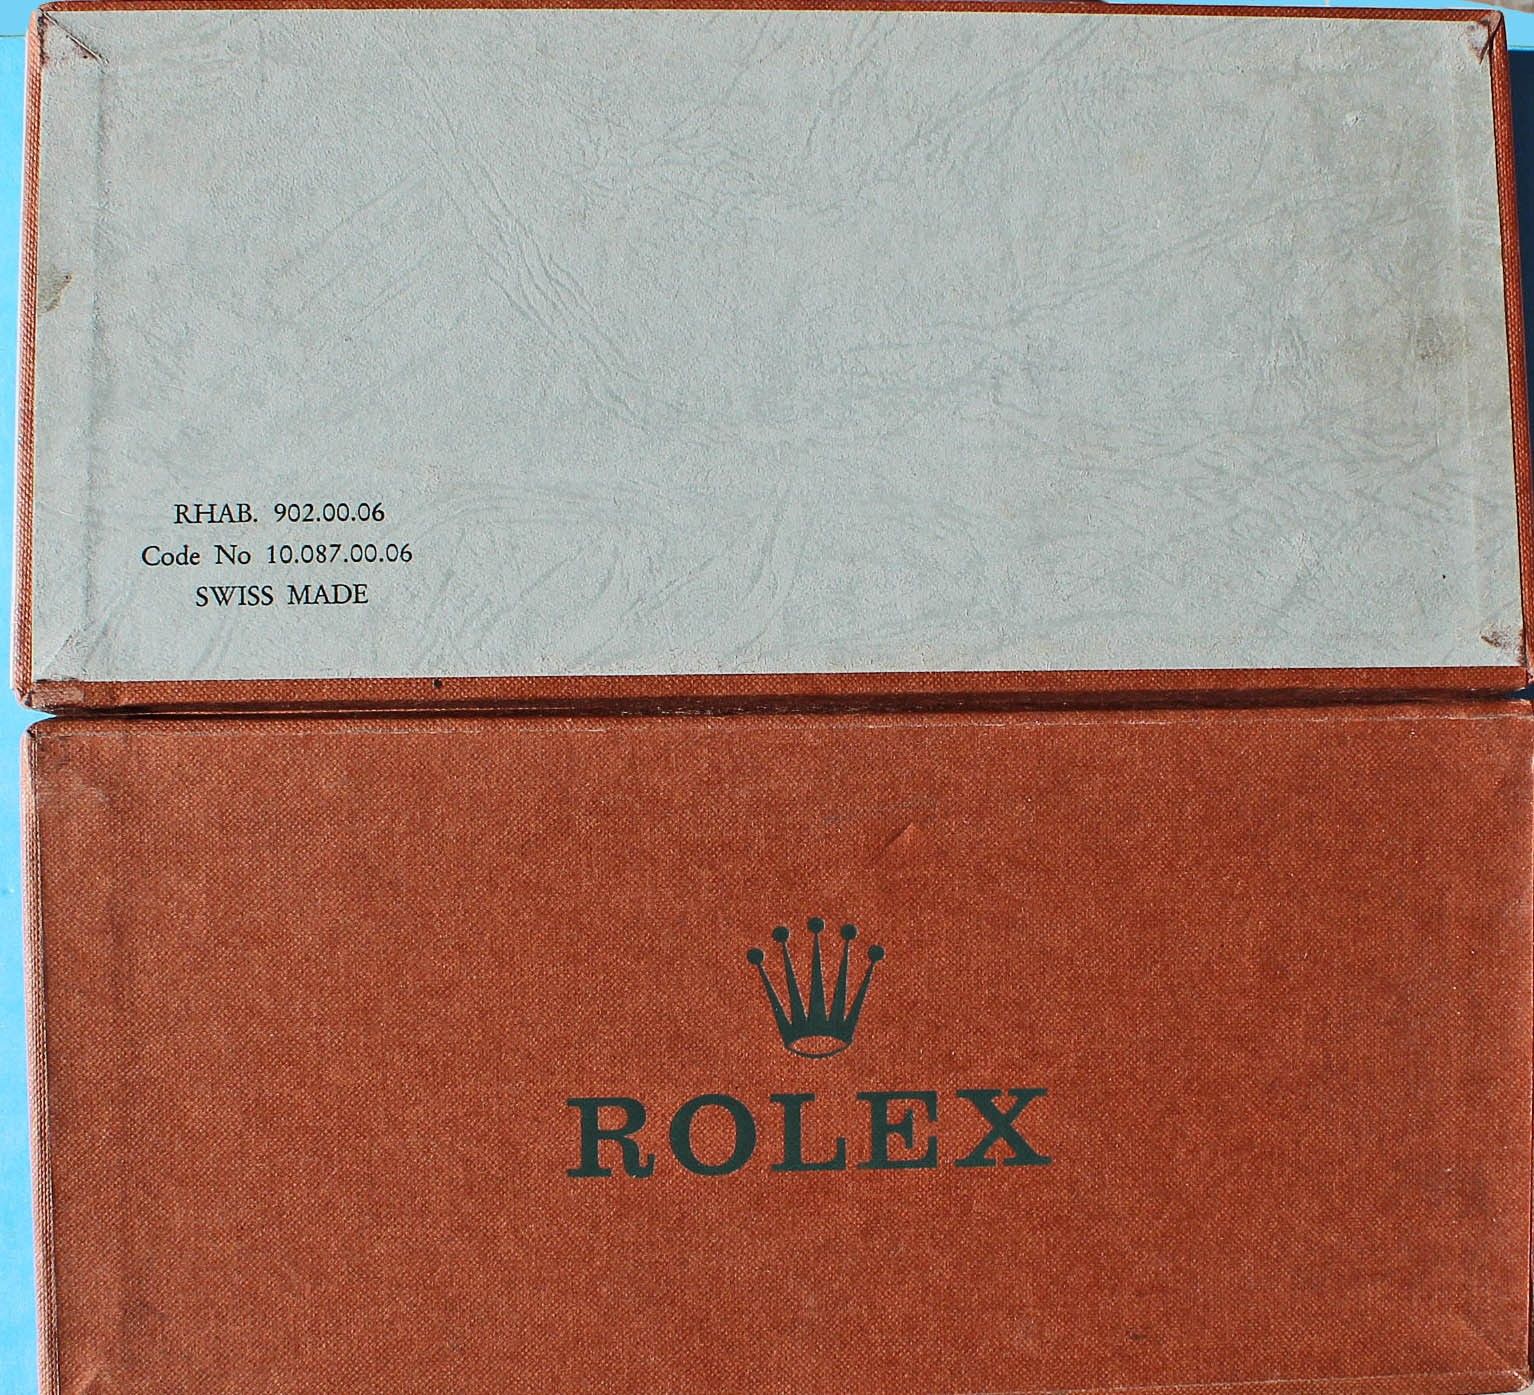 RHAB. 902.00.06
Code No 10.087.00.06
SWISS MADE
ROLEX